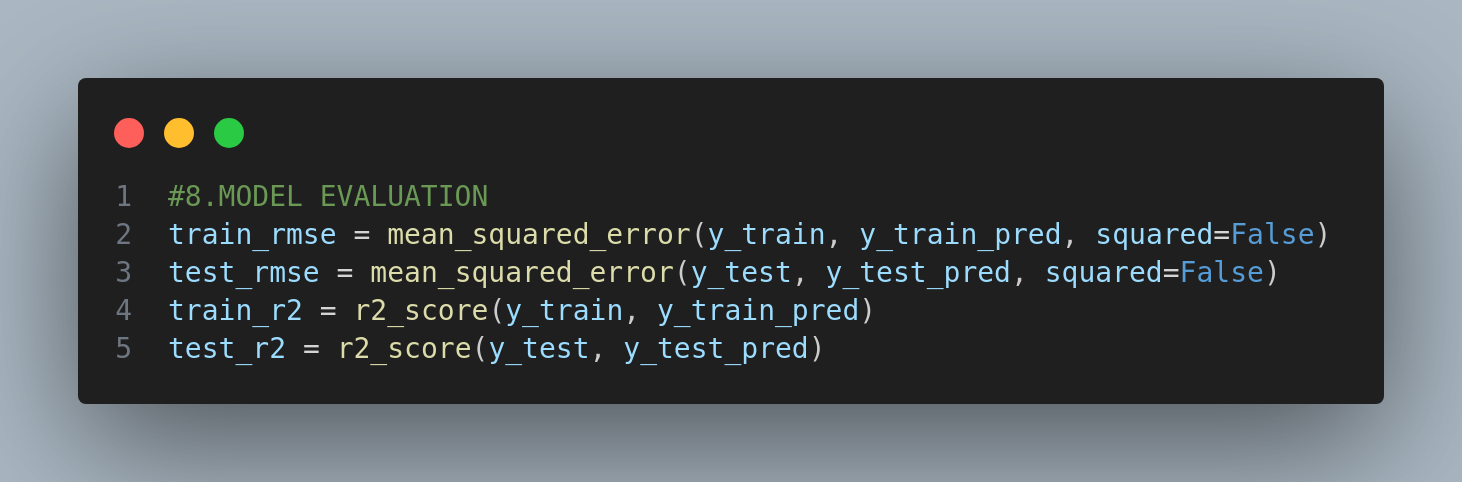 1 #8.MODEL EVALUATION
2 train_rmse = mean_squared_error(y_train, y_train_pred, squared=False)
3 test_rmse = mean_squared_error(y_test, y_test_pred, squared=False)
4 train_r2 = r2_score(y_train, y_train_pred)
5 test_r2 = r2_score(y_test, y_test_pred)